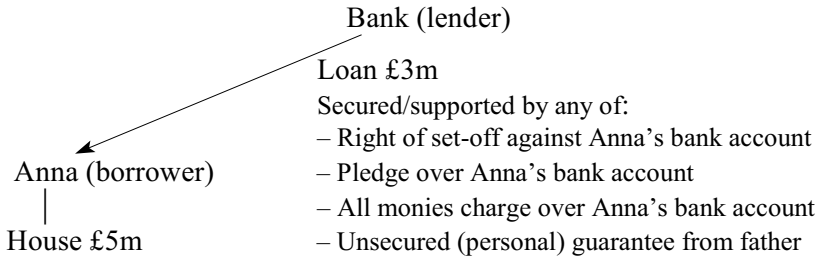 Bank (lender)
Loan £3m
Secured/supported by any of:
– Right of set-off against Anna’s bank account
– Pledge over Anna’s bank account
– All monies charge over Anna’s bank account
– Unsecured (personal) guarantee from father
Anna (borrower)
House £5m